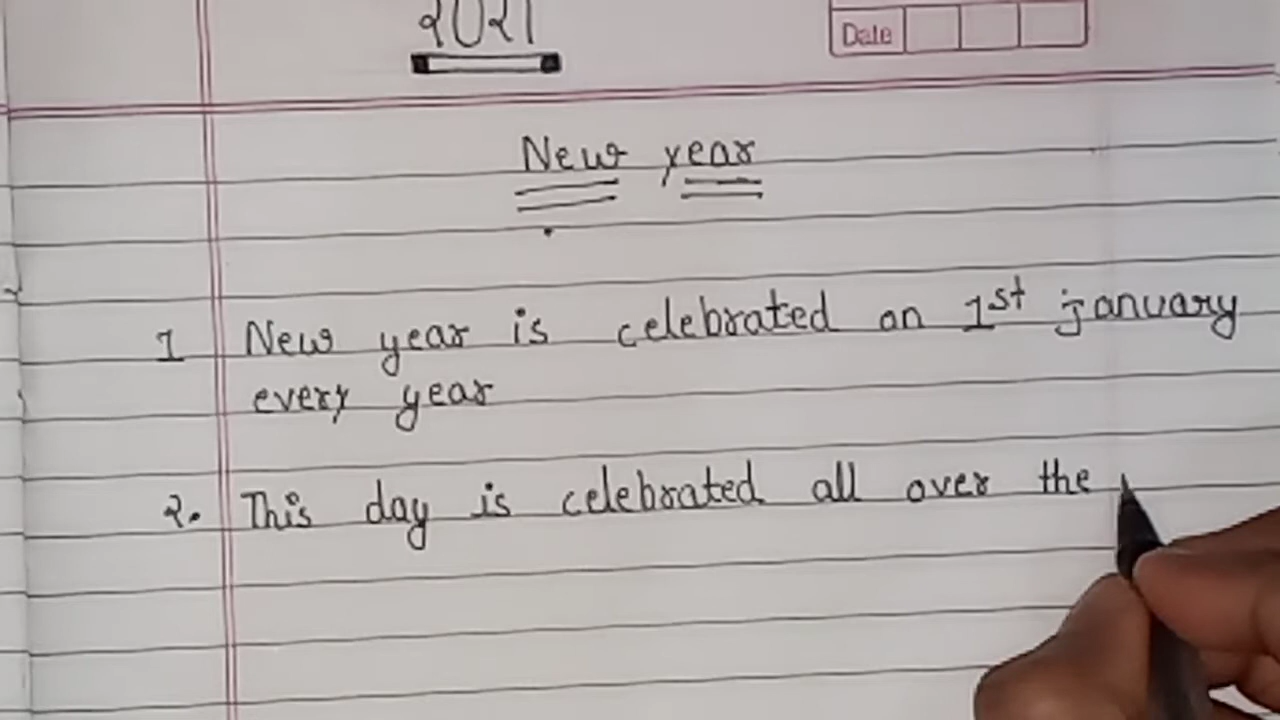 2021
Date
New year
1 New year is celebrated on 1st january
every year
2. This day is celebrated all over the